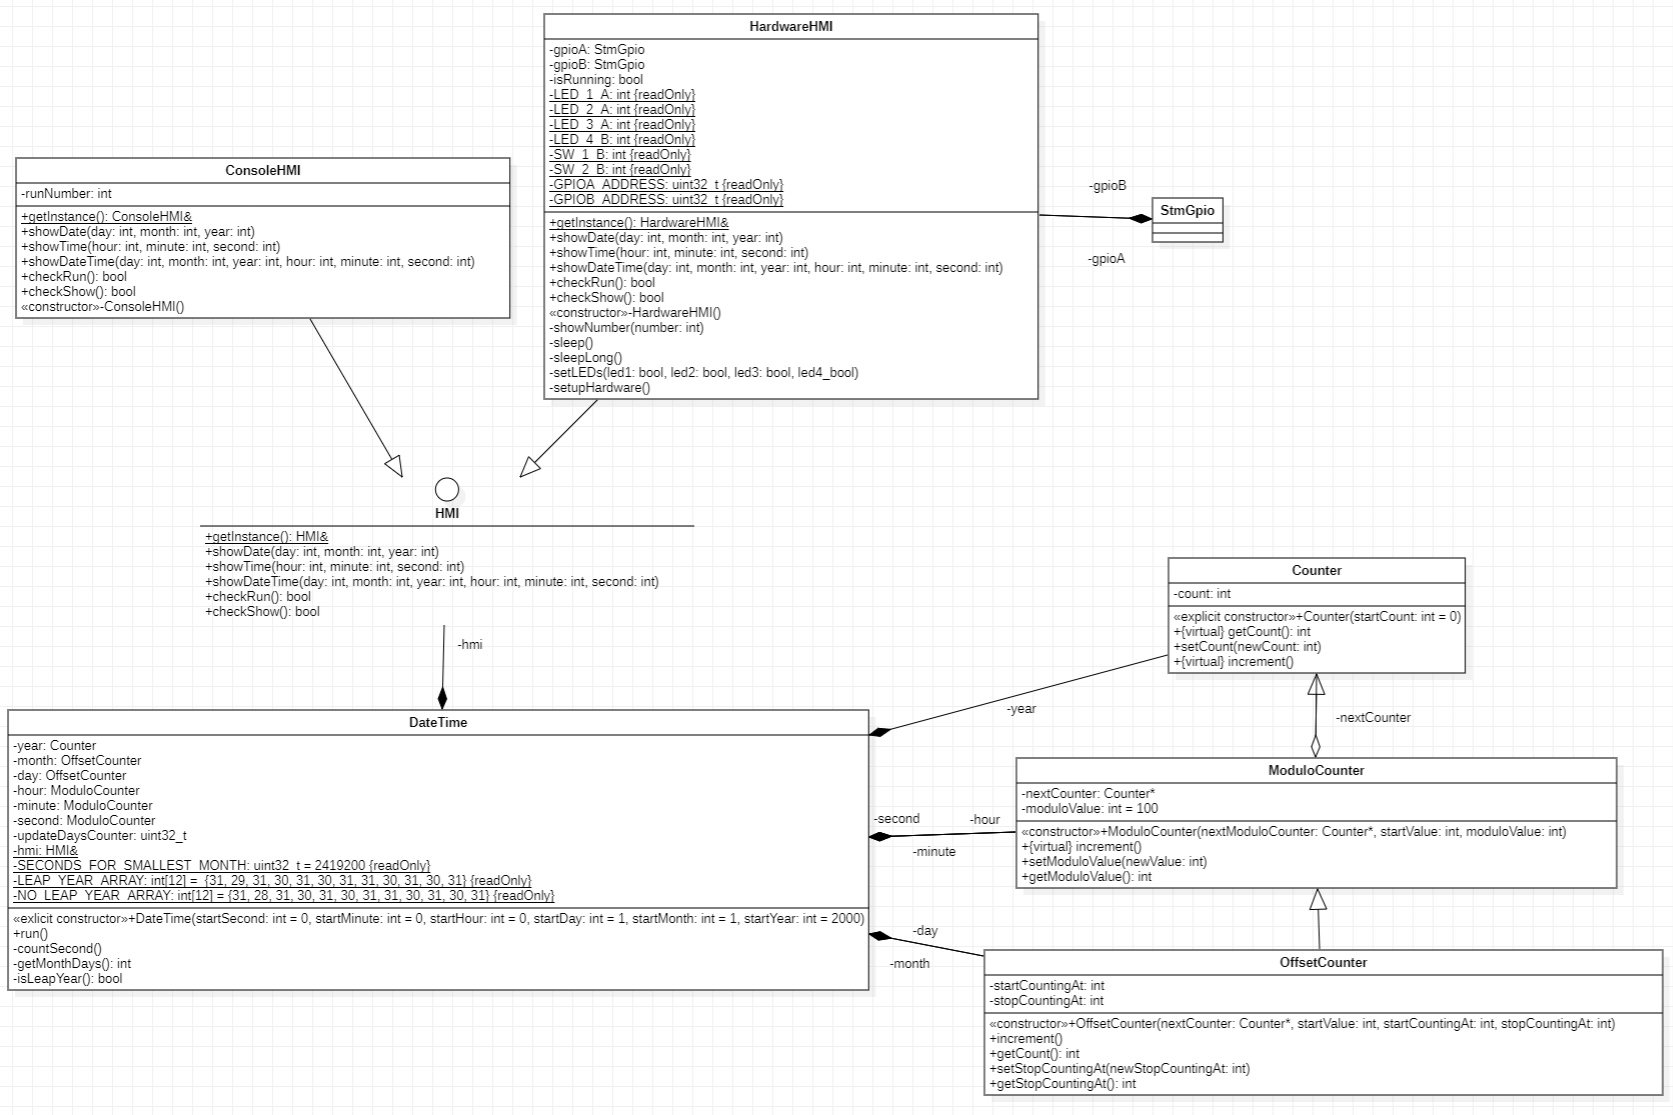 HardwareHMI
-gpioA: StmGpio
-gpioB: StmGpio
-isRunning: bool
-LED_1_A: int {readOnly}
-LED_2_A: int {readOnly}
-LED_3_A: int {readOnly}
-LED_4_B: int {readOnly}
-SW_1_B: int {readOnly}
-SW_2_B: int {readOnly}
-GPIOA_ADDRESS: uint32_t {readOnly}
-GPIOB_ADDRESS: uint32_t {readOnly}
+getInstance(): HardwareHMI&
+showDate(day: int, month: int, year: int)
+showTime(hour: int, minute: int, second: int)
+showDateTime(day: int, month: int, year: int, hour: int, minute: int, second: int)
+checkRun(): bool
+checkShow(): bool
«constructor»-HardwareHMI()
-showNumber(number: int)
-sleep()
-sleepLong()
-setLEDs(led1: bool, led2: bool, led3: bool, led4_bool)
-setupHardware()
ConsoleHMI
-runNumber: int
+getInstance(): ConsoleHMI&
+showDate(day: int, month: int, year: int)
+showTime(hour: int, minute: int, second: int)
+showDateTime(day: int, month: int, year: int, hour: int, minute: int, second: int)
+checkRun(): bool
+checkShow(): bool
«constructor»-ConsoleHMI()
-gpioB
StmGpio
-gpioA
HMI
+getInstance(): HMI&
+showDate(day: int, month: int, year: int)
+showTime(hour: int, minute: int, second: int)
+showDateTime(day: int, month: int, year: int, hour: int, minute: int, second: int)
+checkRun(): bool
+checkShow(): bool
-hmi
Counter
-count: int
«explicit constructor»+Counter(startCount: int = 0)
+{virtual} getCount(): int
+setCount(newCount: int)
+{virtual} increment()
-year
-nextCounter
DateTime
-year: Counter
-month: OffsetCounter
-day: OffsetCounter
-hour: ModuloCounter
-minute: ModuloCounter
-second: ModuloCounter
-updateDaysCounter: uint32_t
-hmi: HMI&
-SECONDS_FOR_SMALLEST_MONTH: uint32_t = 2419200 {readOnly}
-LEAP_YEAR_ARRAY: int[12] = {31, 29, 31, 30, 31, 30, 31, 31, 30, 31, 30, 31} {readOnly}
-NO_LEAP_YEAR_ARRAY: int[12] = {31, 28, 31, 30, 31, 30, 31, 31, 30, 31, 30, 31} {readOnly}
«exlicit constructor»+DateTime(startSecond: int = 0, startMinute: int = 0, startHour: int = 0, startDay: int = 1, startMonth: int = 1, startYear: int = 2000)
+run()
-countSecond()
-getMonthDays(): int
-isLeapYear(): bool
-second
-hour
-minute
ModuloCounter
-nextCounter: Counter*
-moduloValue: int = 100
«constructor»+ModuloCounter(nextModuloCounter: Counter*, startValue: int, moduloValue: int)
+{virtual} increment()
+setModuloValue(newValue: int)
+getModuloValue(): int
-day
-month
OffsetCounter
-startCountingAt: int
-stopCountingAt: int
«constructor»+OffsetCounter(nextCounter: Counter*, startValue: int, startCountingAt: int, stopCountingAt: int)
+increment()
+getCount(): int
+setStopCountingAt(newStopCountingAt: int)
+getStopCountingAt(): int